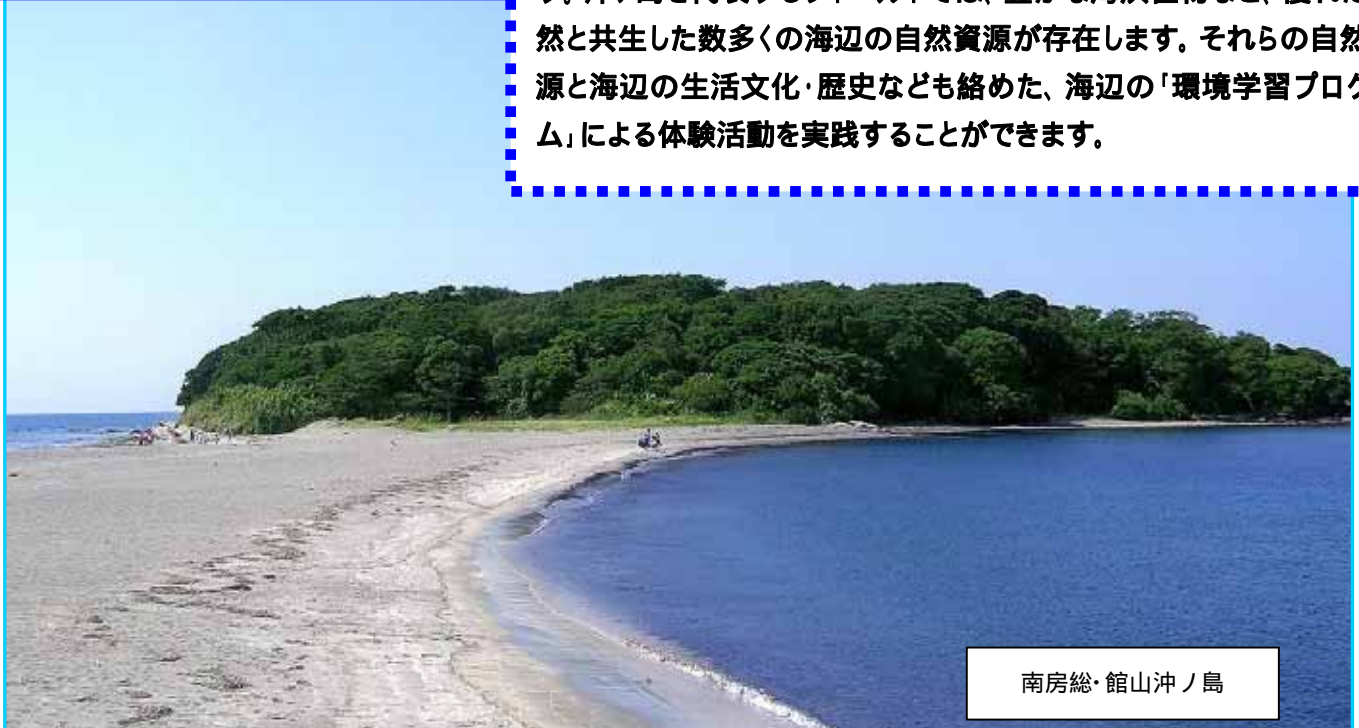 然と共生した数多くの海辺の自然資源が存在します。それらの自然
源と海辺の生活文化・歴史なども絡めた、海辺の「環境学習プログ
ム」による体験活動を実践することができます。
南房総・館山沖ノ島